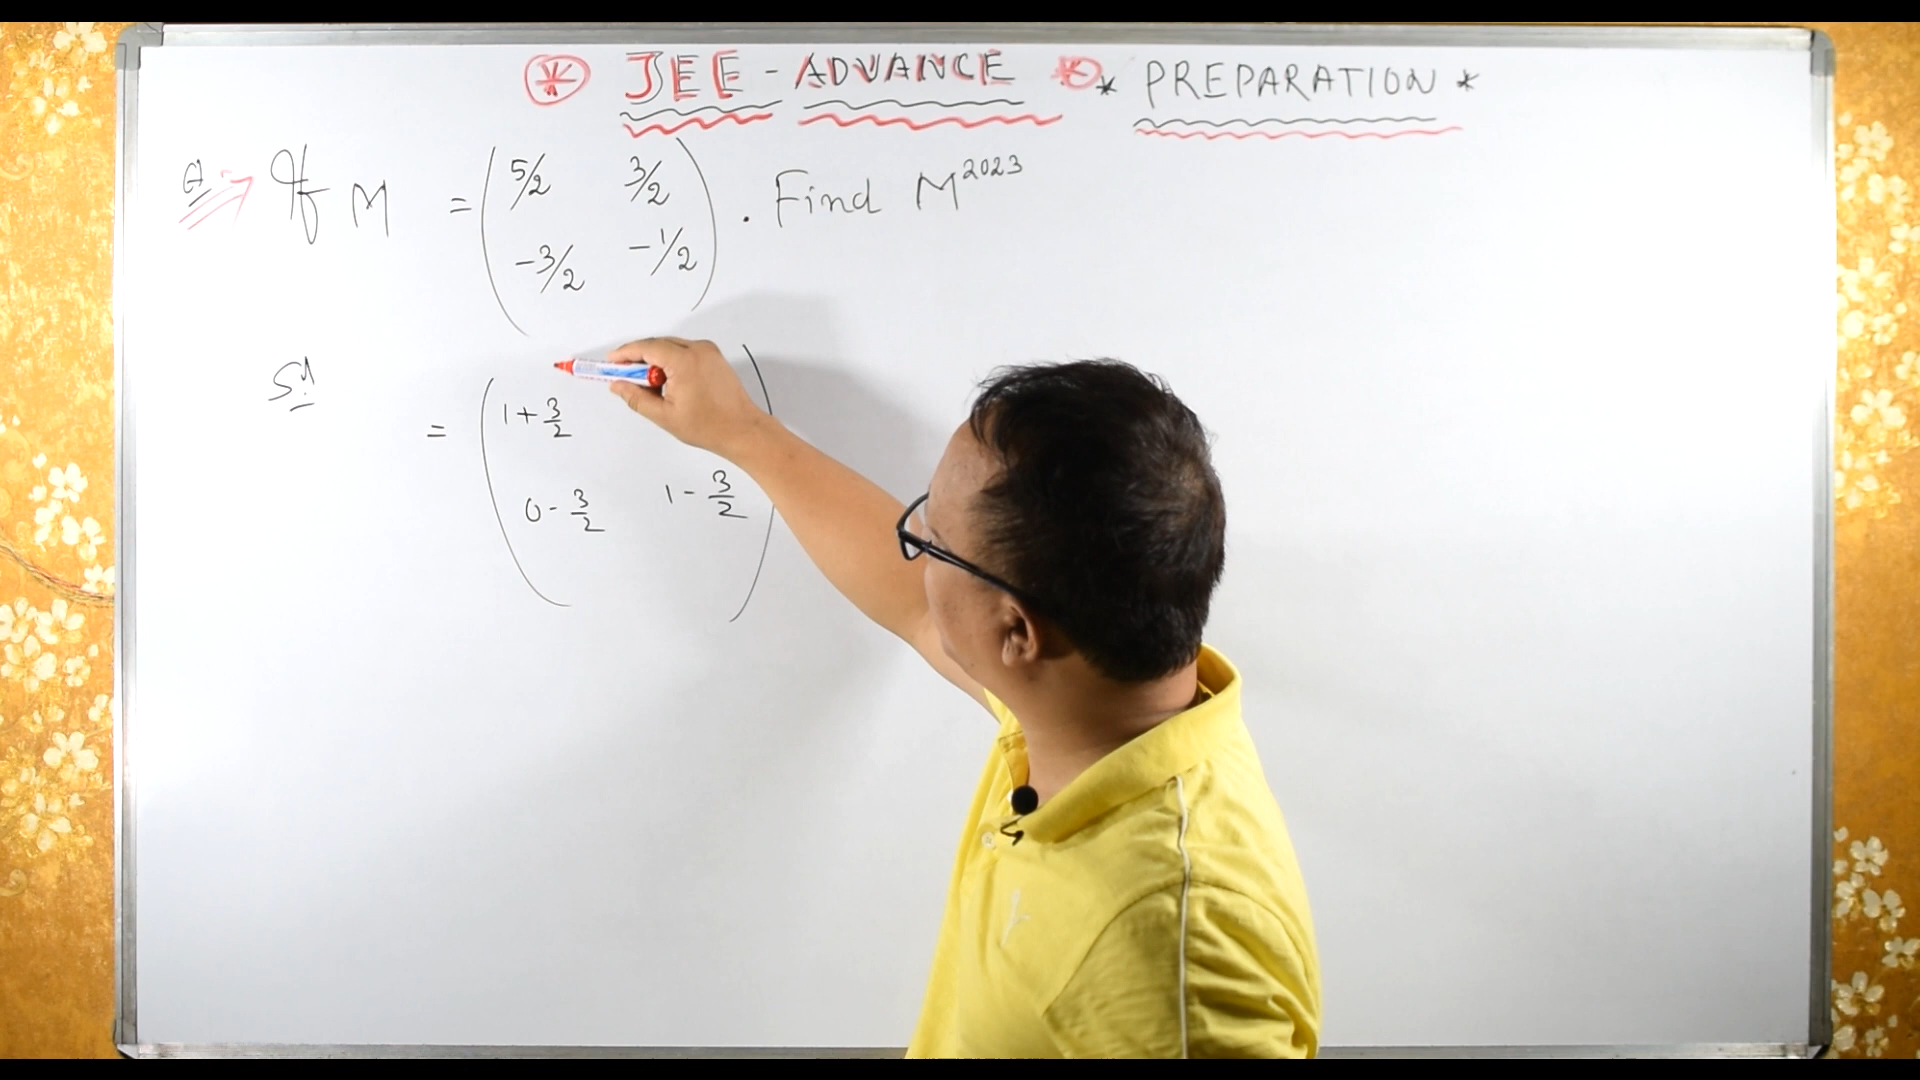 * JEE - ADVANCE * * PREPARATION *
Q. If M = (5/2 3/2
-3/2 -1/2) . Find M^2023
Sol
= (1 + 3/2
0 - 3/2 1 - 3/2)